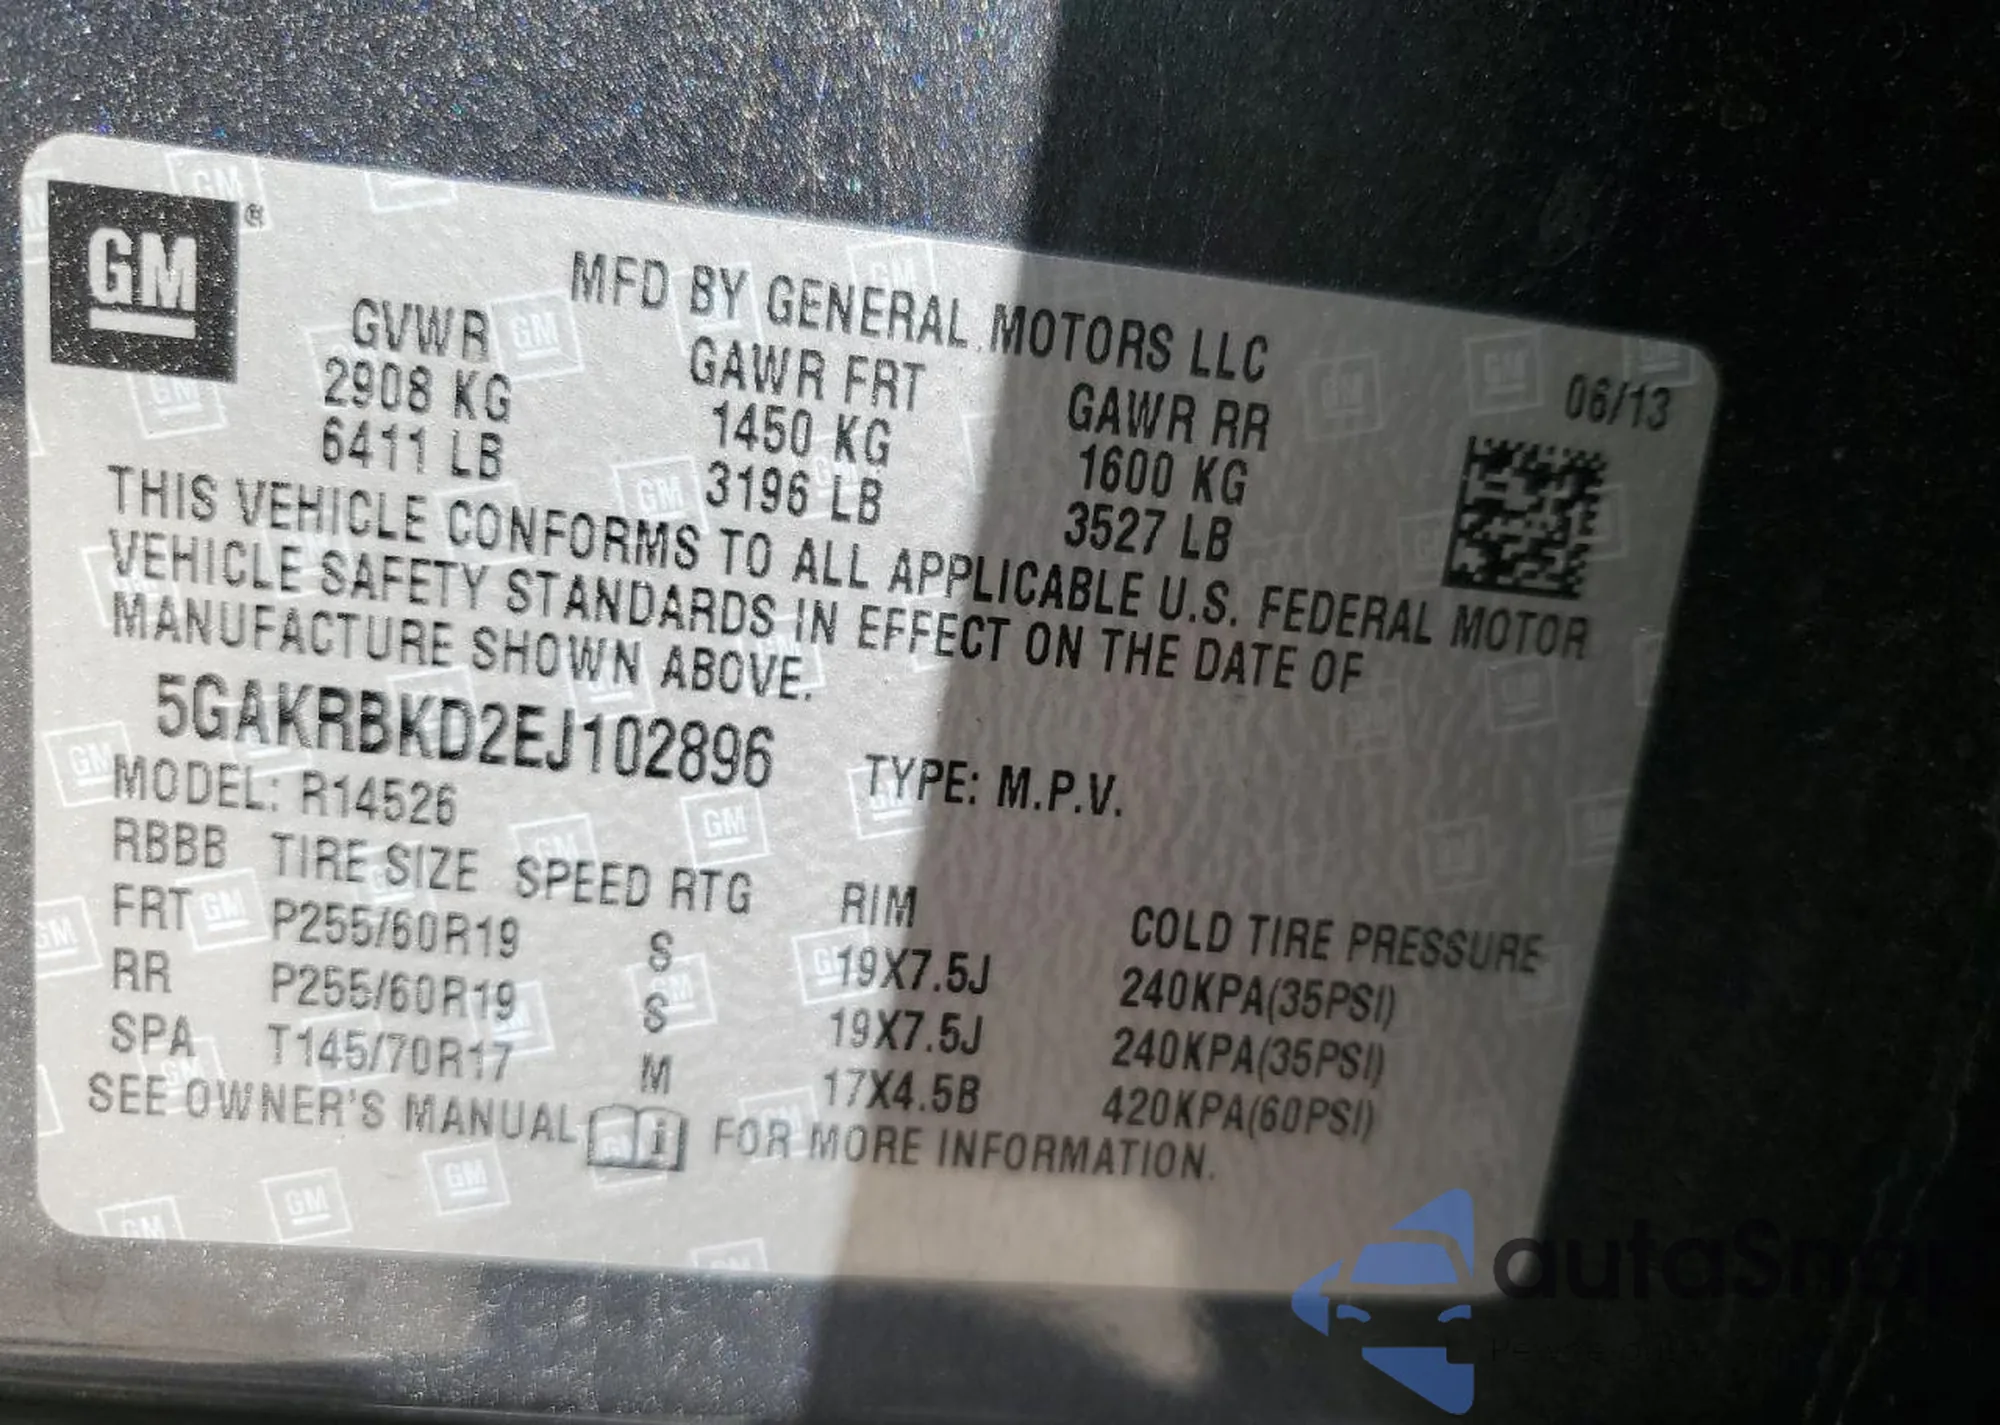 GM®
MFD BY GENERAL MOTORS LLC
GVWR GAWR FRT GAWR RR 06/13
2908 KG 1450 KG 1600 KG
6411 LB 3196 LB 3527 LB
THIS VEHICLE CONFORMS TO ALL APPLICABLE U.S. FEDERAL MOTOR
VEHICLE SAFETY STANDARDS IN EFFECT ON THE DATE OF
MANUFACTURE SHOWN ABOVE.
5GAKRBKD2EJ102896 TYPE: M.P.V.
MODEL: R14526
RBBB TIRE SIZE SPEED RTG RIM COLD TIRE PRESSURE
FRT P255/60R19 S 19X7.5J 240KPA(35PSI)
RR P255/60R19 S 19X7.5J 240KPA(35PSI)
SPA T145/70R17 M 17X4.5B 420KPA(60PSI)
SEE OWNER'S MANUAL i FOR MORE INFORMATION.
autaSnap